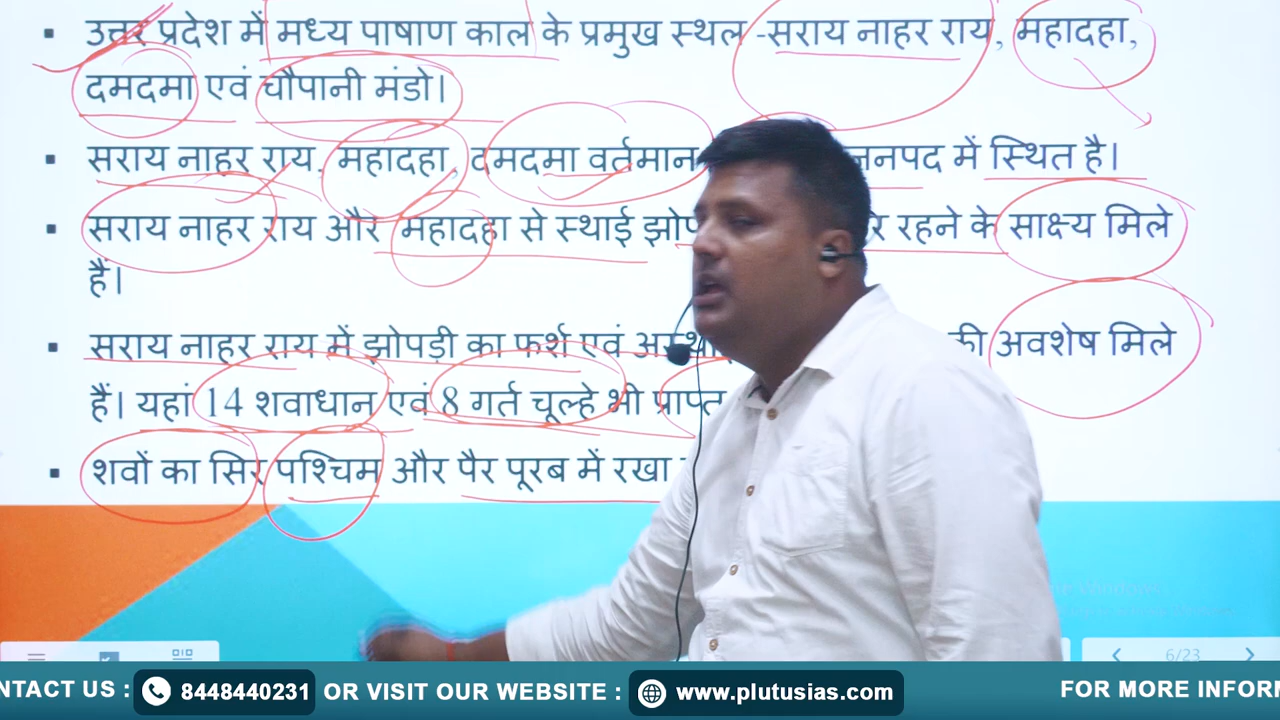 ▪ उत्तर प्रदेश में मध्य पाषाण काल के प्रमुख स्थल -सराय नाहर राय, महादहा,
दमदमा एवं चौपानी मंडो।
▪ सराय नाहर राय, महादहा, दमदमा वर्तमान जनपद में स्थित है।
▪ सराय नाहर राय और महादहा से स्थाई रहने के साक्ष्य मिले
हैं।
▪ सराय नाहर राय में झोपड़ी का फर्श एवं की अवशेष मिले
हैं। यहां 14 शवाधान एवं 8 गर्त चूल्हे भी प्राप्त
▪ शवों का सिर पश्चिम और पैर पूरब में रखा
6/23
NTACT US : 8448440231 OR VISIT OUR WEBSITE : www.plutusias.com FOR MORE INFOR